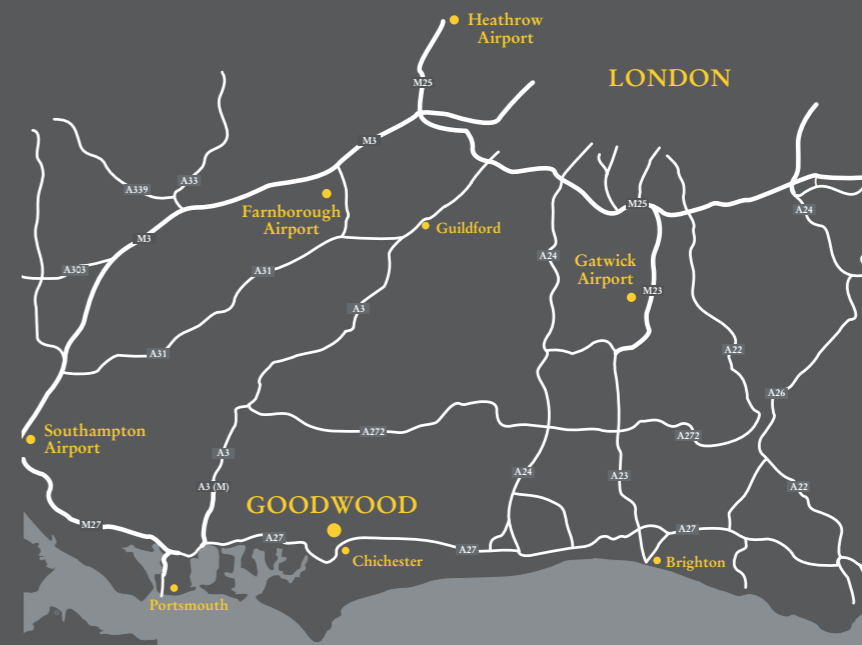 Heathrow
Airport
LONDON
M25
M3
A33
A339
Farnborough
Airport
A24
M25
Guildford
M3
Gatwick
Airport
A24
A303
A31
M23
A3
A22
A31
A26
Southampton
Airport
A272
A272
A3
A24
A23
A3 (M)
A22
GOODWOOD
M27
A27
A27
A27
Chichester
Brighton
Portsmouth